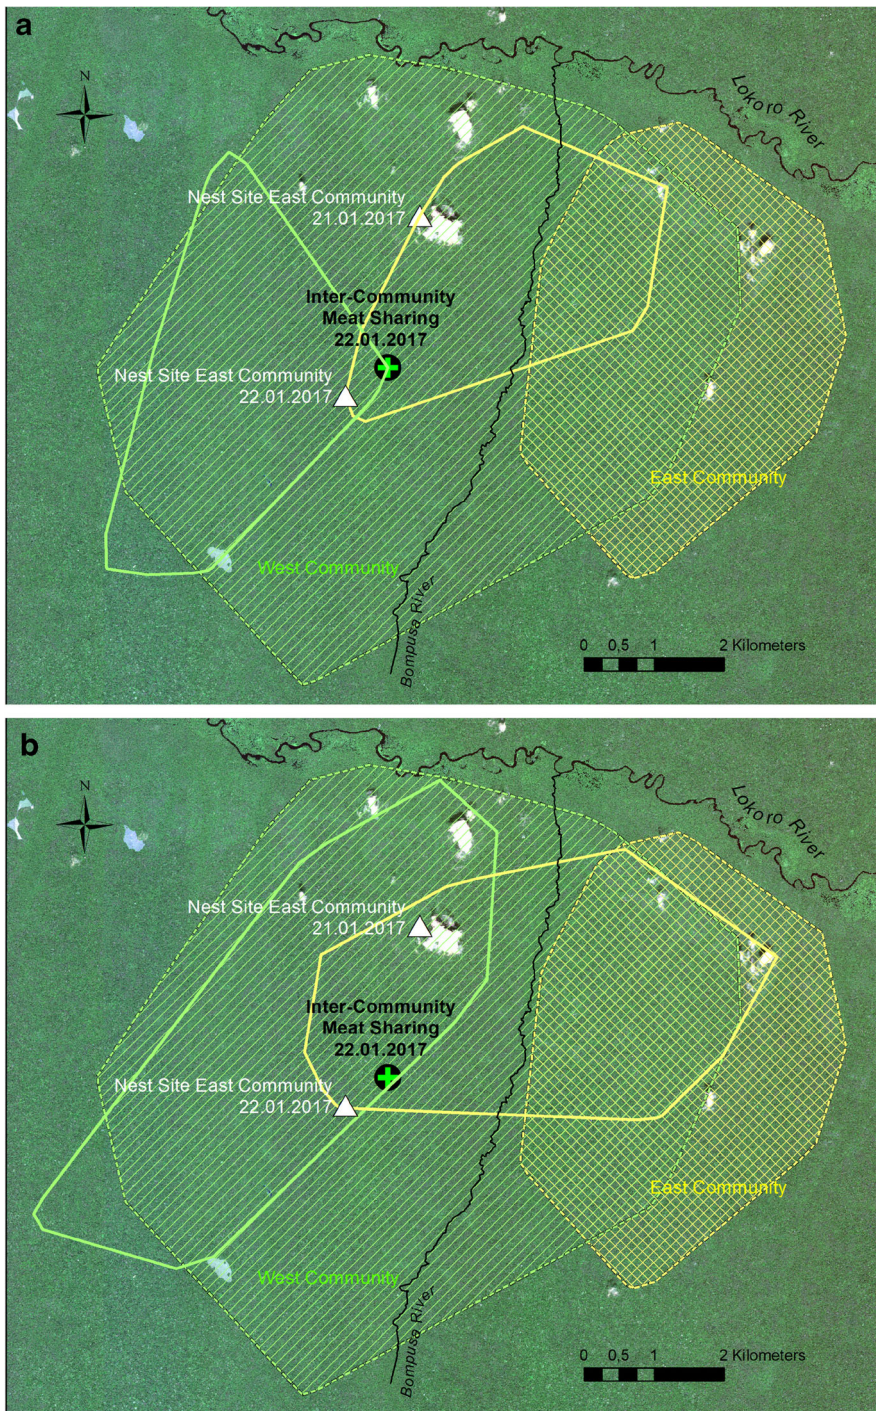 a
N
Lokoro River
Nest Site East Community
21.01.2017
Inter-Community
Meat Sharing
22.01.2017
Nest Site East Community
22.01.2017
East Community
West Community
Bompusa River
0 0,5 1 2 Kilometers
b
N
Lokoro River
Nest Site East Community
21.01.2017
Inter-Community
Meat Sharing
22.01.2017
Nest Site East Community
22.01.2017
East Community
West Community
Bompusa River
0 0,5 1 2 Kilometers